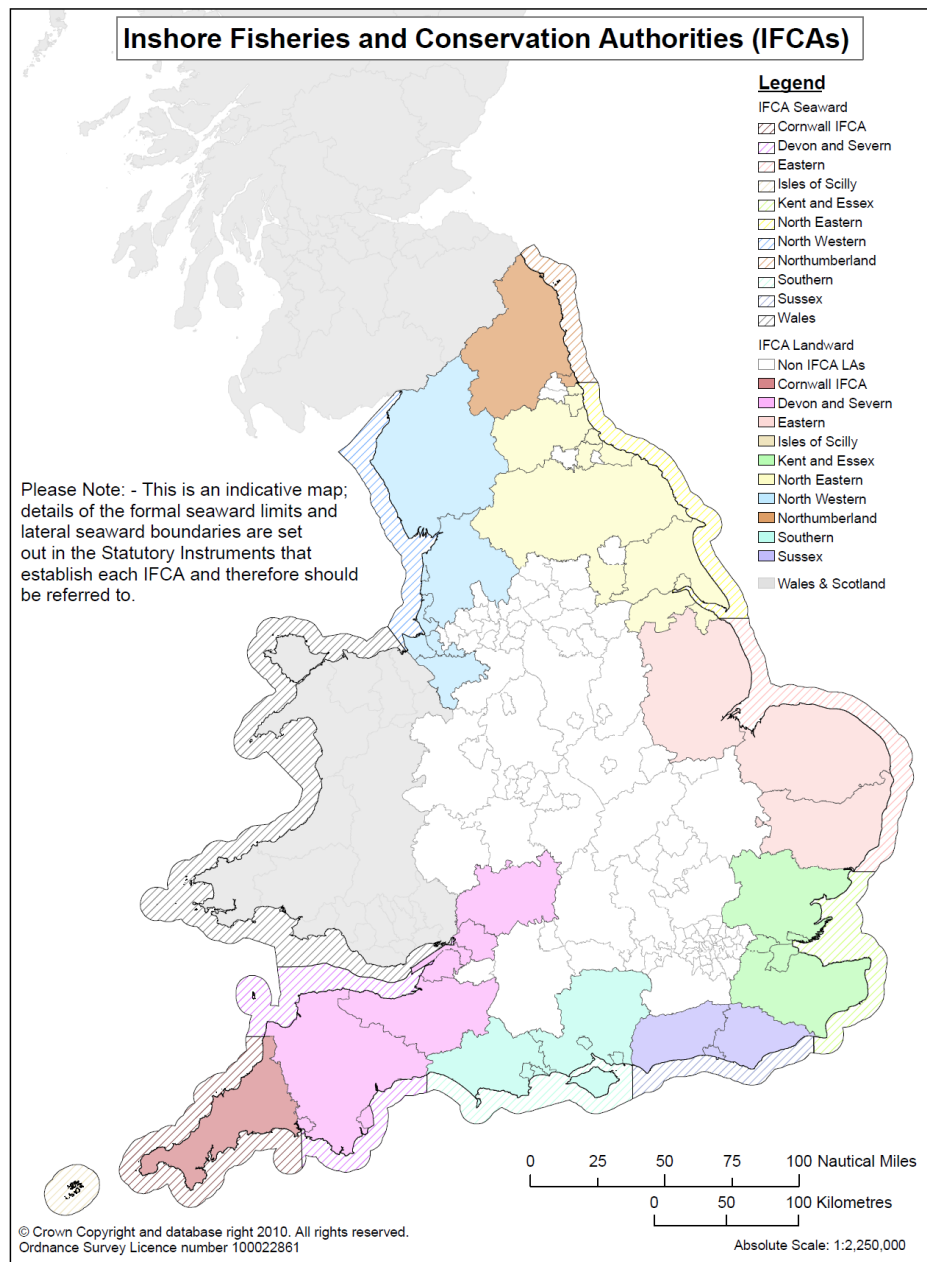 Inshore Fisheries and Conservation Authorities (IFCAs)
Legend
IFCA Seaward
Cornwall IFCA
Devon and Severn
Eastern
Isles of Scilly
Kent and Essex
North Eastern
North Western
Northumberland
Southern
Sussex
Wales
IFCA Landward
Non IFCA LAs
Cornwall IFCA
Devon and Severn
Eastern
Isles of Scilly
Kent and Essex
North Eastern
North Western
Northumberland
Southern
Sussex
Wales & Scotland
Please Note: - This is an indicative map;
details of the formal seaward limits and
lateral seaward boundaries are set
out in the Statutory Instruments that
establish each IFCA and therefore should
be referred to.
0 25 50 75 100 Nautical Miles
0 50 100 Kilometres
© Crown Copyright and database right 2010. All rights reserved.
Ordnance Survey Licence number 100022861
Absolute Scale: 1:2,250,000